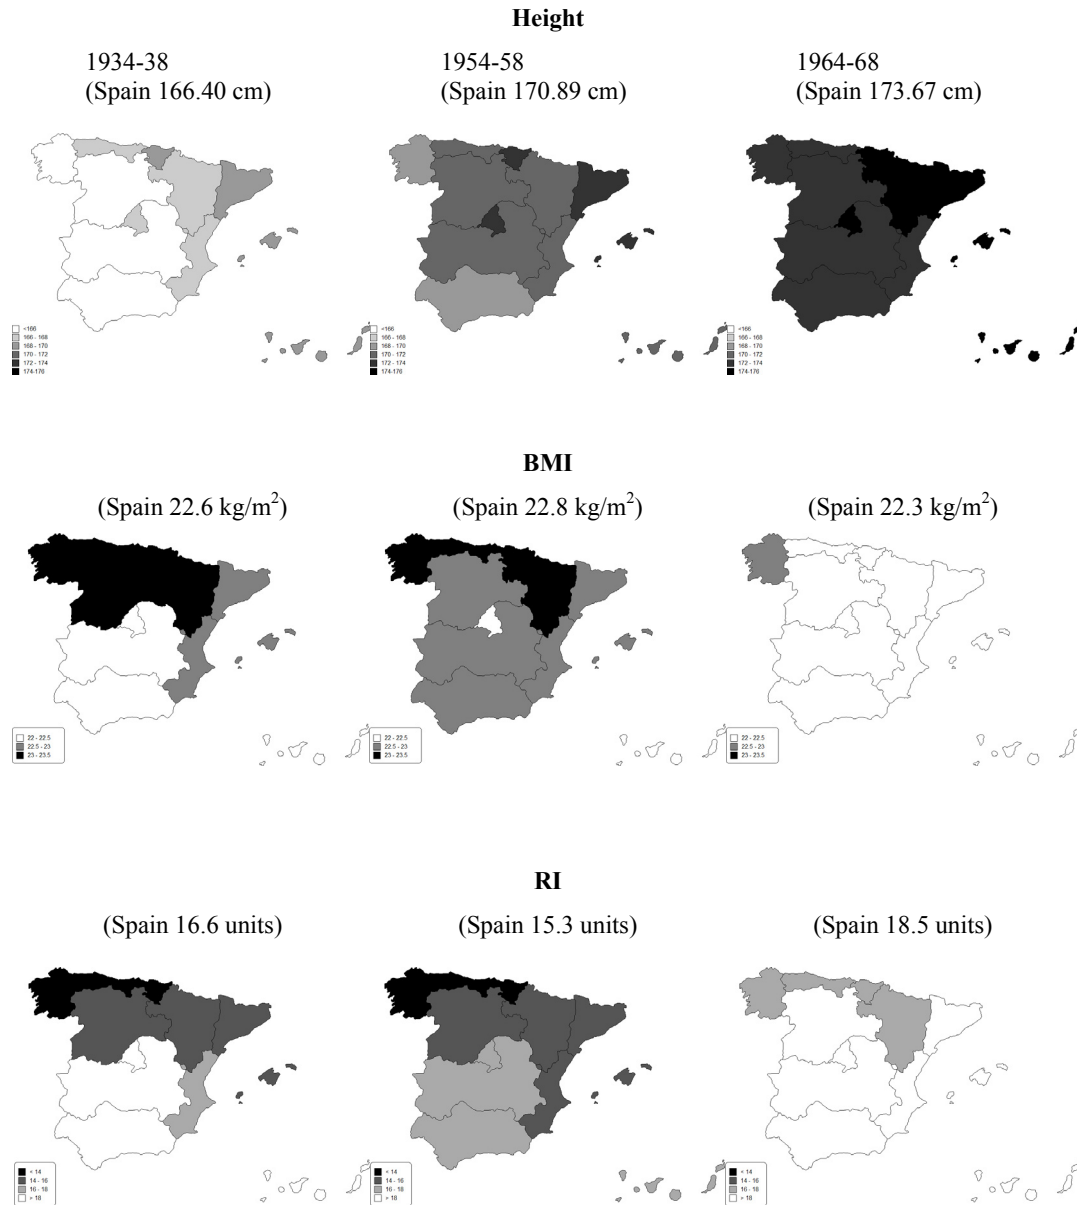 Height
1934-38
(Spain 166.40 cm)
1954-58
(Spain 170.89 cm)
1964-68
(Spain 173.67 cm)
<166
166 - 168
168 - 170
170 - 172
172 - 174
174-176
<166
166 - 168
168 - 170
170 - 172
172 - 174
174-176
<166
166 - 168
168 - 170
170 - 172
172 - 174
174-176
BMI
(Spain 22.6 kg/m²)
(Spain 22.8 kg/m²)
(Spain 22.3 kg/m²)
22 - 22.5
22.5 - 23
23 - 23.5
22 - 22.5
22.5 - 23
23 - 23.5
22 - 22.5
22.5 - 23
23 - 23.5
RI
(Spain 16.6 units)
(Spain 15.3 units)
(Spain 18.5 units)
< 14
14 - 16
16 - 18
> 18
< 14
14 - 16
16 - 18
> 18
< 14
14 - 16
16 - 18
> 18